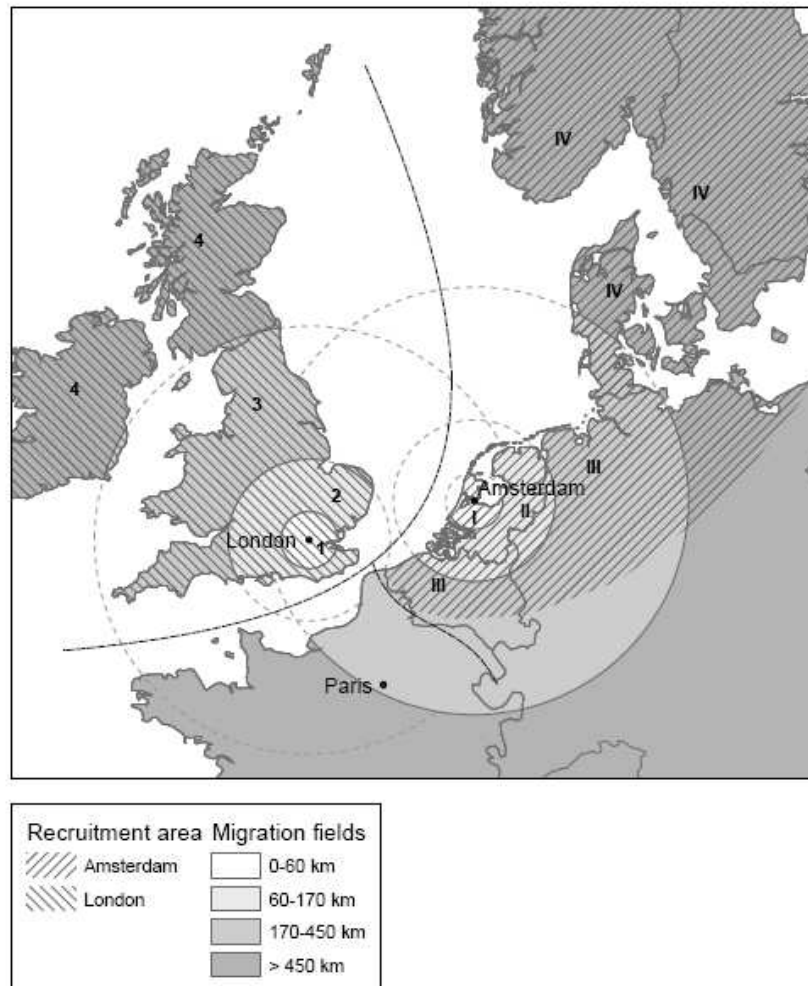 IV
IV
4
IV
4
3
III
2
Amsterdam
I
II
London
1
III
Paris
Recruitment area Migration fields
Amsterdam 0-60 km
London 60-170 km
170-450 km
> 450 km